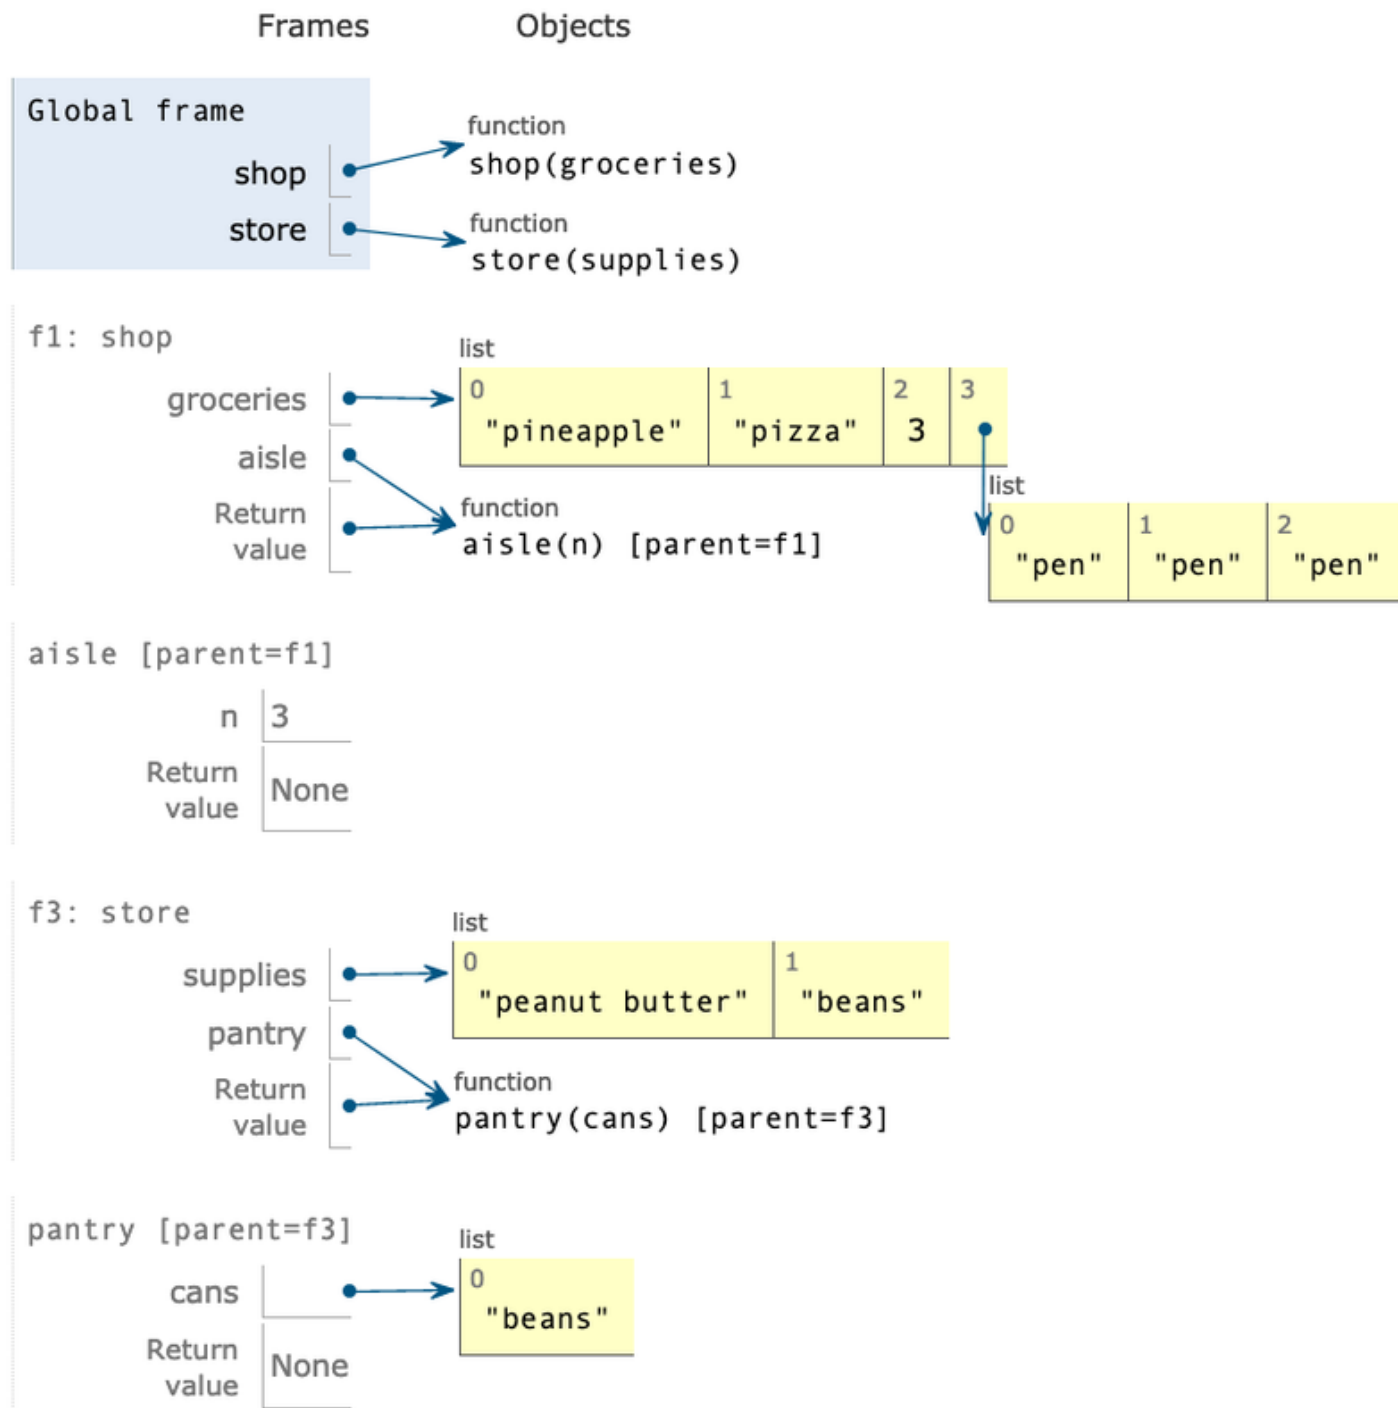 Frames Objects
Global frame
function
shop shop(groceries)
function
store store(supplies)
f1: shop
list
groceries 0 1 2 3
"pineapple" "pizza" 3
aisle
list
Return value function
aisle(n) [parent=f1]
0 1 2
"pen" "pen" "pen"
aisle [parent=f1]
n 3
Return
value None
f3: store
list
supplies 0 1
"peanut butter" "beans"
pantry
Return function
value pantry(cans) [parent=f3]
pantry [parent=f3]
list
cans 0
"beans"
Return
value None